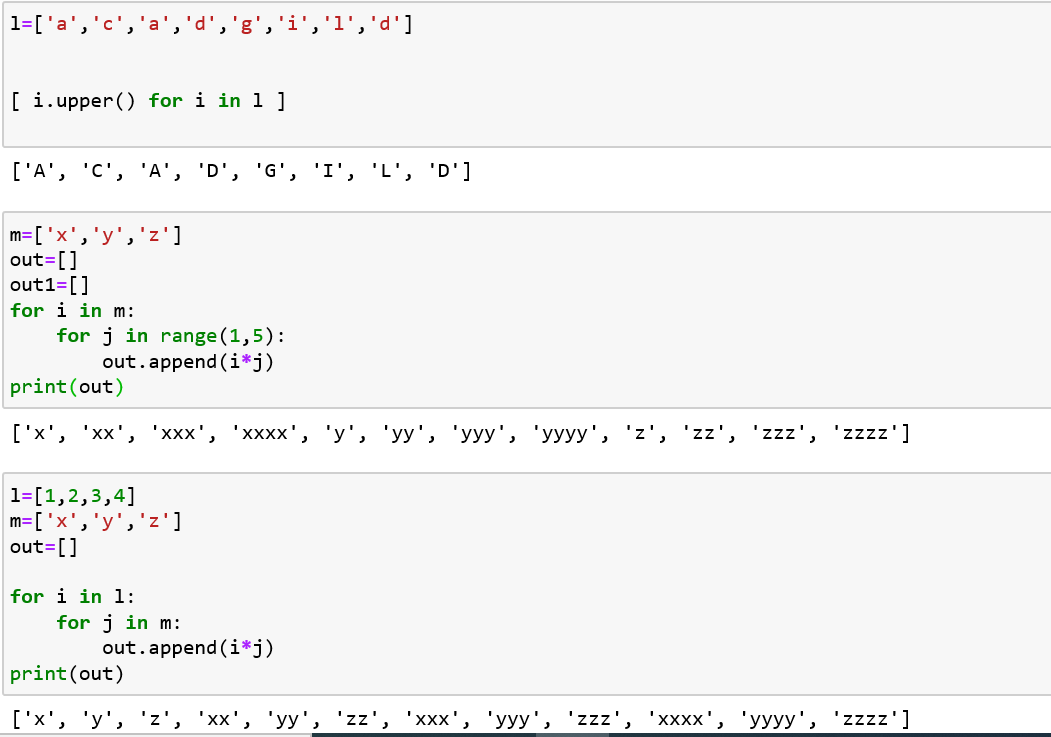 l=['a','c','a','d','g','i','l','d']
[ i.upper() for i in l ]
['A', 'C', 'A', 'D', 'G', 'I', 'L', 'D']
m=['x','y','z']
out=[]
out1=[]
for i in m:
    for j in range(1,5):
        out.append(i*j)
print(out)
['x', 'xx', 'xxx', 'xxxx', 'y', 'yy', 'yyy', 'yyyy', 'z', 'zz', 'zzz', 'zzzz']
l=[1,2,3,4]
m=['x','y','z']
out=[]
for i in l:
    for j in m:
        out.append(i*j)
print(out)
['x', 'y', 'z', 'xx', 'yy', 'zz', 'xxx', 'yyy', 'zzz', 'xxxx', 'yyyy', 'zzzz']